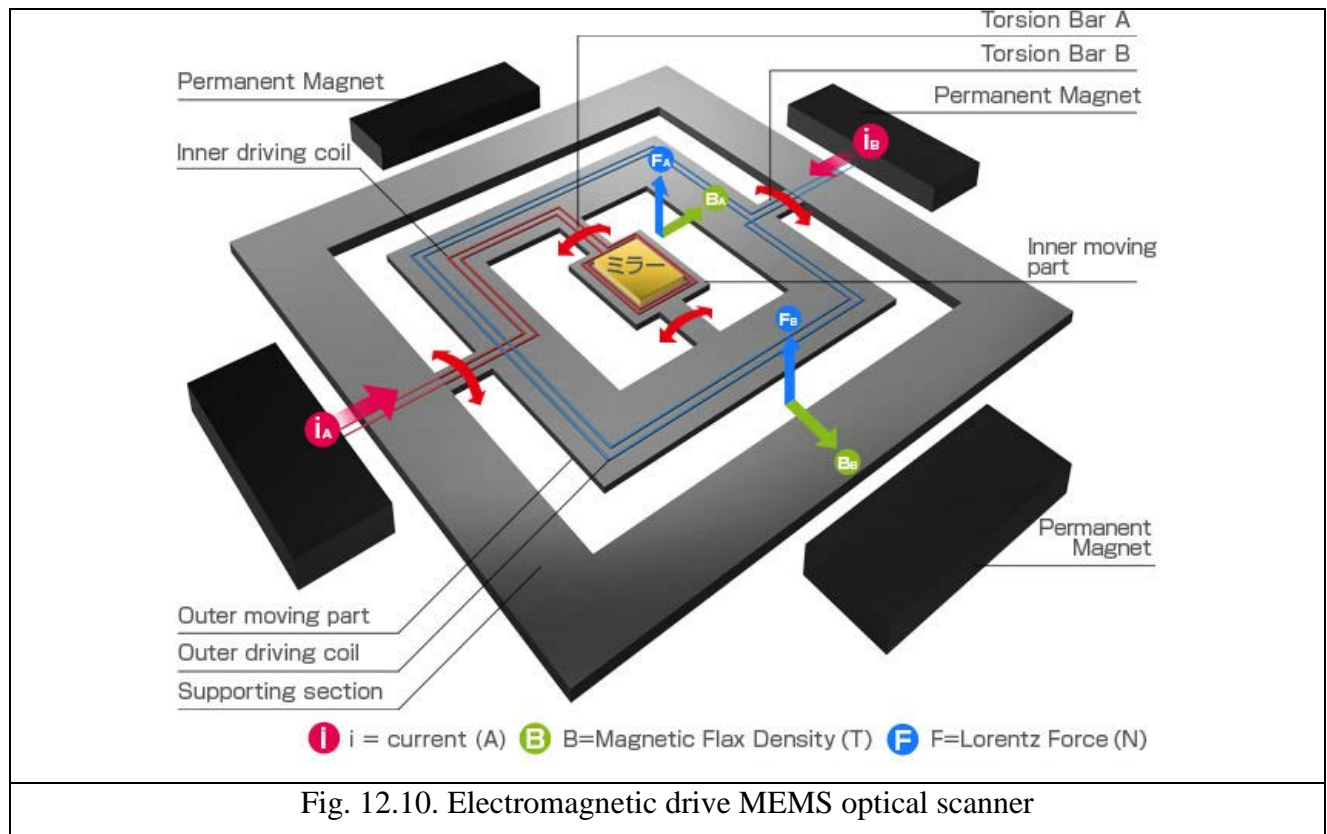 Torsion Bar A
Torsion Bar B
Permanent Magnet
Permanent Magnet
Inner driving coil
iB
FA
BA
ミラー
Inner moving
part
FB
iA
BB
Permanent
Magnet
Outer moving part
Outer driving coil
Supporting section
i i = current (A) B B=Magnetic Flax Density (T) F F=Lorentz Force (N)
Fig. 12.10. Electromagnetic drive MEMS optical scanner